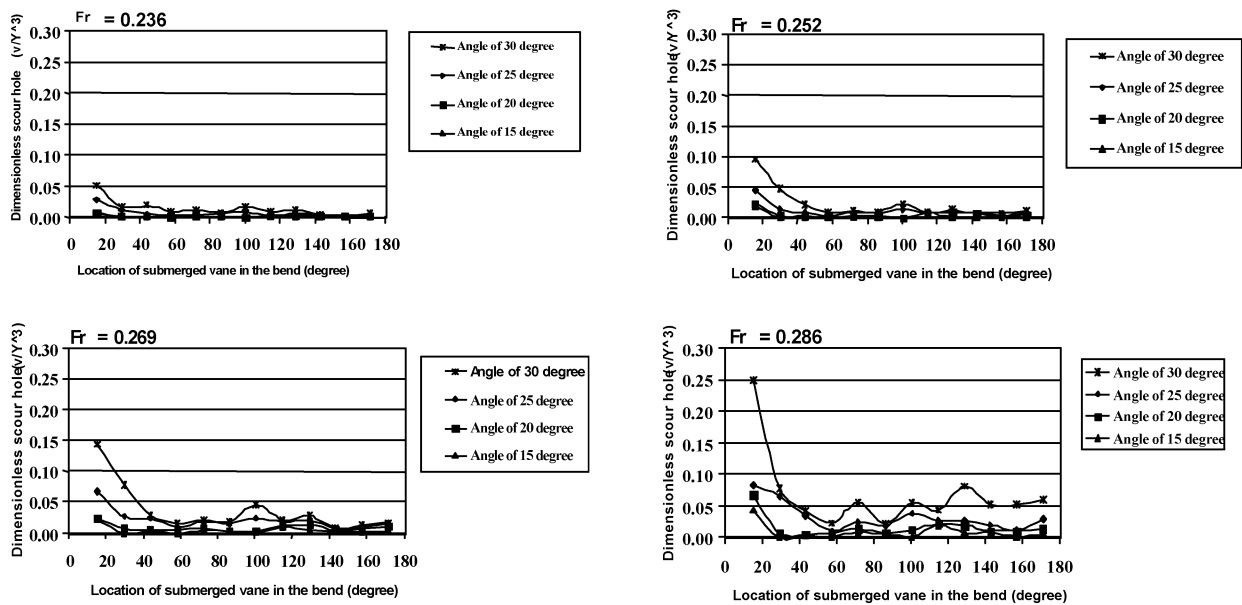 Fr = 0.236
Dimensionless scour hole (v/Y^3)
0.30
0.25
0.20
0.15
0.10
0.05
0.00
0 20 40 60 80 100 120 140 160 180
Location of submerged vane in the bend (degree)
Angle of 30 degree
Angle of 25 degree
Angle of 20 degree
Angle of 15 degree
Fr = 0.252
Dimensionless scour hole(v/Y^3)
0.30
0.25
0.20
0.15
0.10
0.05
0.00
0 20 40 60 80 100 120 140 160 180
Location of submerged vane in the bend (degree)
Angle of 30 degree
Angle of 25 degree
Angle of 20 degree
Angle of 15 degree
Fr = 0.269
Dimensionless scour hole(v/Y^3)
0.30
0.25
0.20
0.15
0.10
0.05
0.00
0 20 40 60 80 100 120 140 160 180
Location of submerged vane in the bend (degree)
Angle of 30 degree
Angle of 25 degree
Angle of 20 degree
Angle of 15 degree
Fr = 0.286
Dimensionless scour hole(v/Y^3)
0.30
0.25
0.20
0.15
0.10
0.05
0.00
0 20 40 60 80 100 120 140 160 180
Location of submerged vane in the bend (degree)
Angle of 30 degree
Angle of 25 degree
Angle of 20 degree
Angle of 15 degree